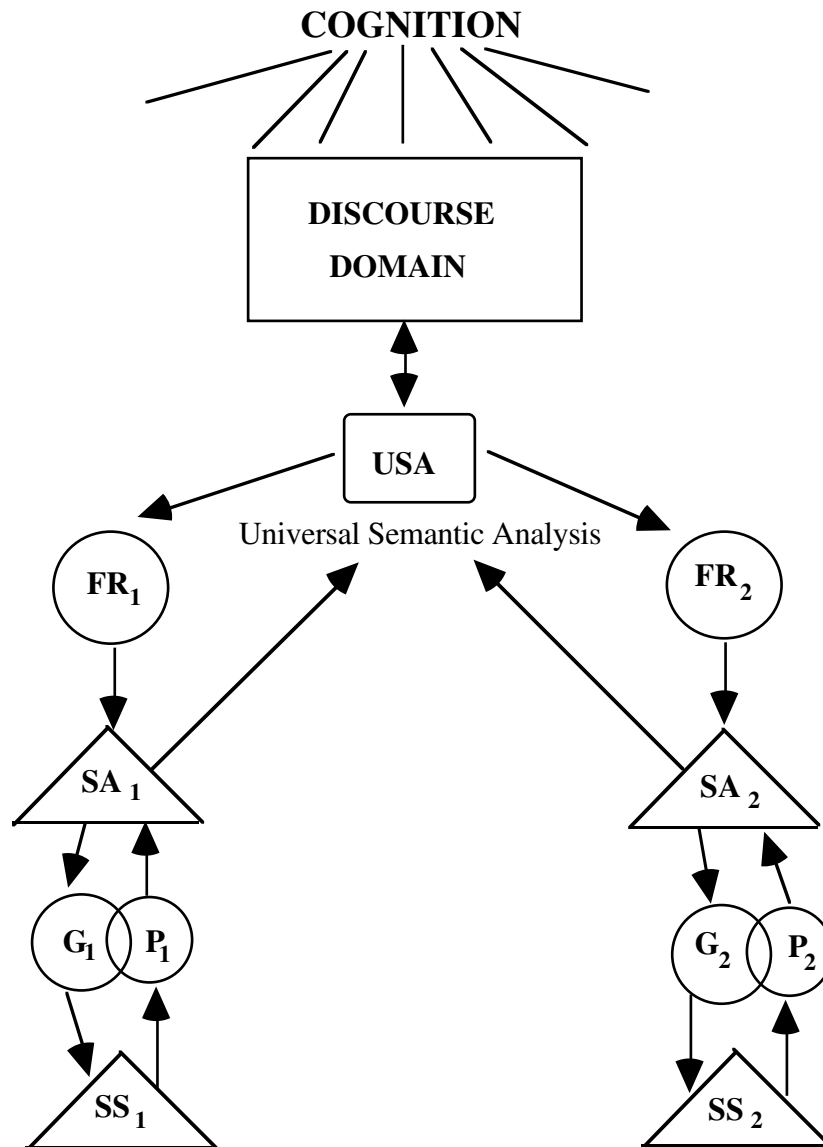 COGNITION
DISCOURSE
DOMAIN
USA
Universal Semantic Analysis
FR₁
FR₂
SA₁
SA₂
G₁ P₁
G₂ P₂
SS₁
SS₂